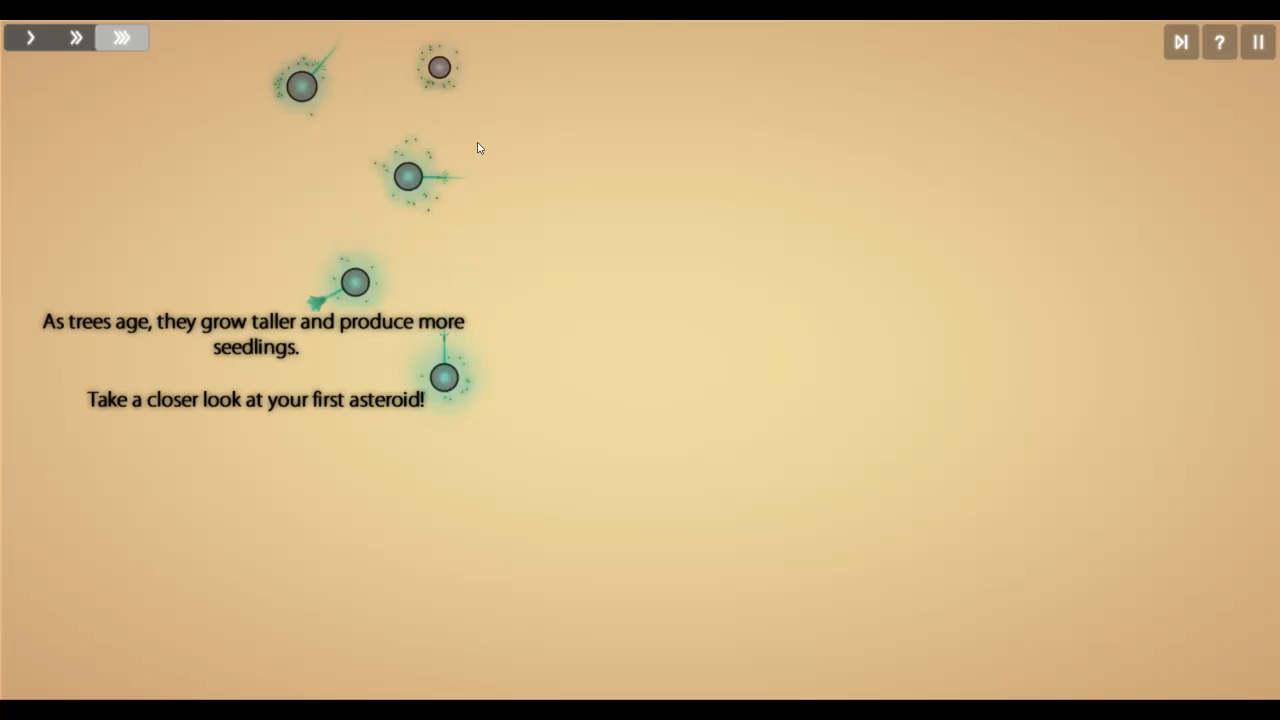 ?
As trees age, they grow taller and produce more
seedlings.
Take a closer look at your first asteroid!